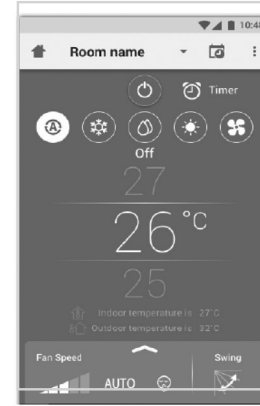 10:48
Room name
Timer
Off
27
26°C
25
Indoor temperature is 27°C
Outdoor temperature is 32°C
Fan Speed
Swing
AUTO